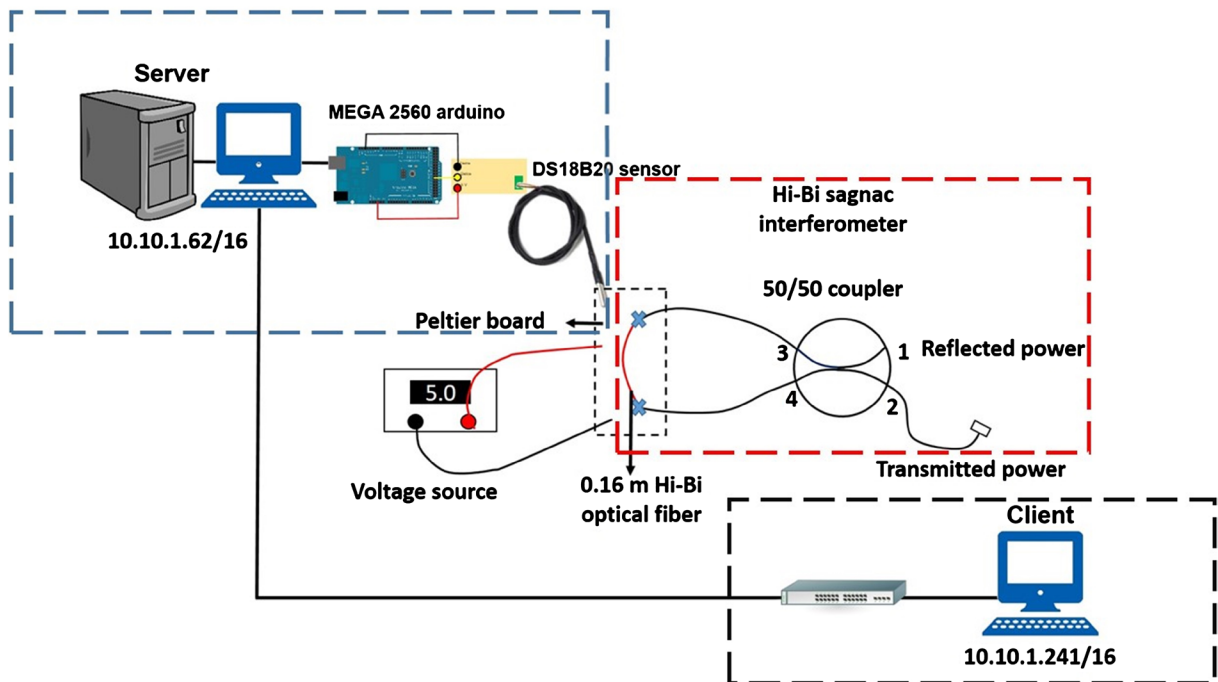 Server
MEGA 2560 arduino
DS18B20 sensor
10.10.1.62/16
Hi-Bi sagnac
interferometer
50/50 coupler
Peltier board
3
1
Reflected power
5.0
4
2
Transmitted power
Voltage source
0.16 m Hi-Bi
optical fiber
Client
10.10.1.241/16